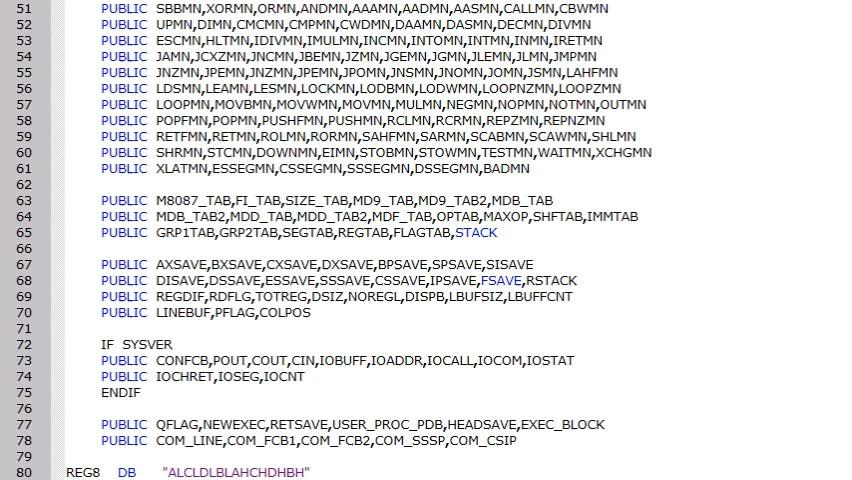 51 PUBLIC SBBMN,XORMN,ORMN,ANDMN,AAAMN,AADMN,AASMN,CALLMN,CBWMN
52 PUBLIC UPMN,DIMN,CMCMN,CMPMN,CWDMN,DAAMN,DASMN,DECMN,DIVMN
53 PUBLIC ESCMN,HLTMN,IDIVMN,IMULMN,INCMN,INTOMN,INTMN,INMN,IRETMN
54 PUBLIC JAMN,JCXZMN,JNCMN,JBEMN,JZMN,JGEMN,JGMN,JLEMN,JLMN,JMPMN
55 PUBLIC JNZMN,JPEMN,JNZMN,JPEMN,JPOMN,JNSMN,JNOMN,JOMN,JSMN,LAHFMN
56 PUBLIC LDSMN,LEAMN,LESMN,LOCKMN,LODBMN,LODWMN,LOOPNZMN,LOOPZMN
57 PUBLIC LOOPMN,MOVBMN,MOVWMN,MOVMN,MULMN,NEGMN,NOPMN,NOTMN,OUTMN
58 PUBLIC POPFMN,POPMN,PUSHFMN,PUSHMN,RCLMN,RCRMN,REPZMN,REPNZMN
59 PUBLIC RETFMN,RETMN,ROLMN,RORMN,SAHFMN,SARMN,SCABMN,SCAWMN,SHLMN
60 PUBLIC SHRMN,STCMN,DOWNMN,EIMN,STOBMN,STOWMN,TESTMN,WAITMN,XCHGMN
61 PUBLIC XLATMN,ESSEGMN,CSSEGMN,SSSEGMN,DSSEGMN,BADMN
62
63 PUBLIC M8087_TAB,FI_TAB,SIZE_TAB,MD9_TAB,MD9_TAB2,MDB_TAB
64 PUBLIC MDB_TAB2,MDD_TAB,MDD_TAB2,MDF_TAB,OPTAB,MAXOP,SHFTAB,IMMTAB
65 PUBLIC GRP1TAB,GRP2TAB,SEGTAB,REGTAB,FLAGTAB,STACK
66
67 PUBLIC AXSAVE,BXSAVE,CXSAVE,DXSAVE,BPSAVE,SPSAVE,SISAVE
68 PUBLIC DISAVE,DSSAVE,ESSAVE,SSSAVE,CSSAVE,IPSAVE,FSAVE,RSTACK
69 PUBLIC REGDIF,RDFLG,TOTREG,DSIZ,NOREGL,DISPB,LBUFSIZ,LBUFFCNT
70 PUBLIC LINEBUF,PFLAG,COLPOS
71
72 IF SYSVER
73 PUBLIC CONFCB,POUT,COUT,CIN,IOBUFF,IOADDR,IOCALL,IOCOM,IOSTAT
74 PUBLIC IOCHRET,IOSEG,IOCNT
75 ENDIF
76
77 PUBLIC QFLAG,NEWEXEC,RETSAVE,USER_PROC_PDB,HEADSAVE,EXEC_BLOCK
78 PUBLIC COM_LINE,COM_FCB1,COM_FCB2,COM_SSSP,COM_CSIP
79
80 REG8 DB "ALCLDLBLAHCHDHBH"